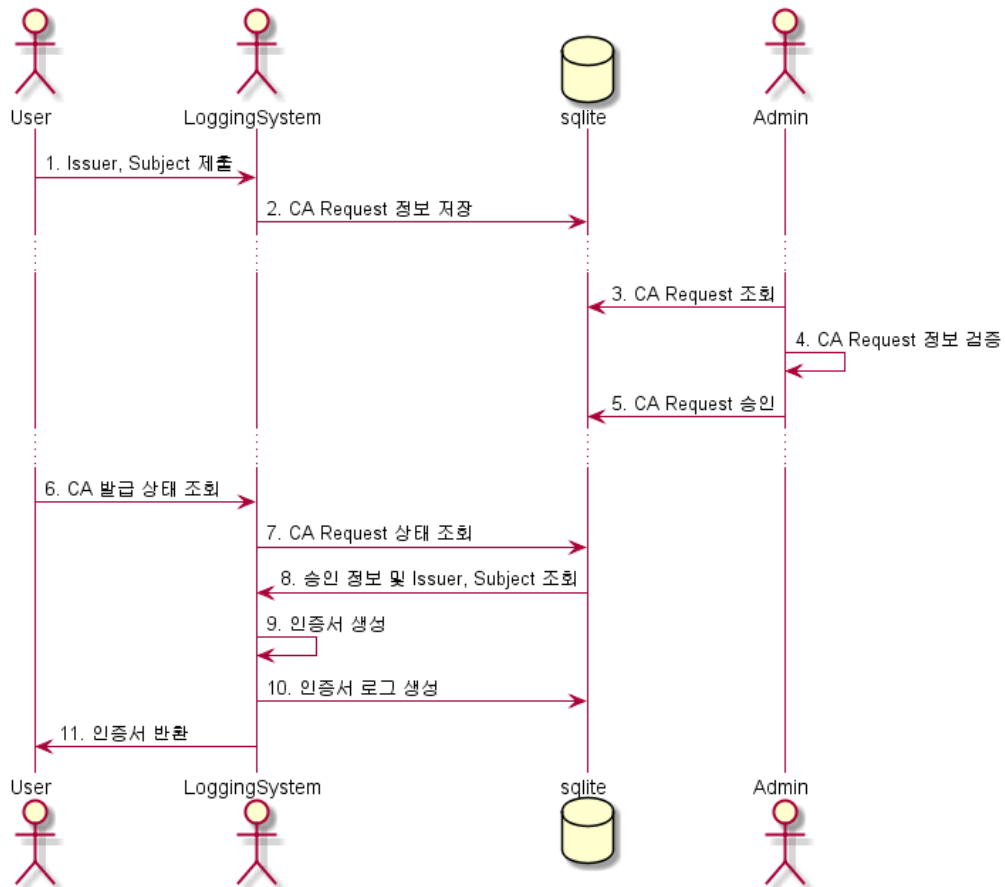 User LoggingSystem sqlite Admin
1. Issuer, Subject 제출
2. CA Request 정보 저장
3. CA Request 조회
4. CA Request 정보 검증
5. CA Request 승인
6. CA 발급 상태 조회
7. CA Request 상태 조회
8. 승인 정보 및 Issuer, Subject 조회
9. 인증서 생성
10. 인증서 로그 생성
11. 인증서 반환
User LoggingSystem sqlite Admin